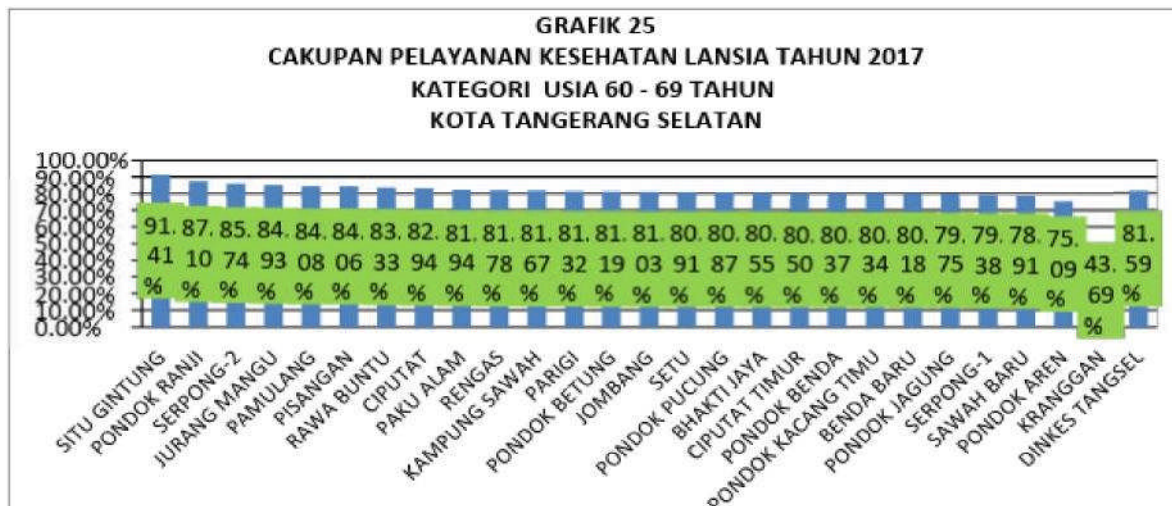 GRAFIK 25
CAKUPAN PELAYANAN KESEHATAN LANSIA TAHUN 2017
KATEGORI USIA 60 - 69 TAHUN
KOTA TANGERANG SELATAN
100.00%
90.00%
80.00%
70.00%
60.00%
50.00%
40.00%
30.00%
20.00%
10.00%
0.00%
91. 87. 85. 84. 84. 84. 83. 82. 81. 81. 81. 81. 81. 81. 80. 80. 80. 80. 80. 80. 80. 79. 79. 78. 75. 43. 81.
41 10 74 93 08 06 33 94 94 78 67 32 19 03 91 87 55 50 37 34 18 75 38 91 09 69 59
% % % % % % % % % % % % % % % % % % % % % % % % % % %
SITU GINTUNG
PONDOK RANJI
SERPONG-2
JURANG MANGU
PAMULANG
PISANGAN
RAWA BUNTU
CIPUTAT
PAKU ALAM
RENGAS
KAMPUNG SAWAH
PARIGI
PONDOK BETUNG
JOMBANG
SETU
PONDOK PUCUNG
BHAKTI JAYA
CIPUTAT TIMUR
PONDOK BENDA
PONDOK KACANG TIMU
BENDA BARU
PONDOK JAGUNG
SERPONG-1
SAWAH BARU
PONDOK AREN
KRANGGAN
DINKES TANGSEL